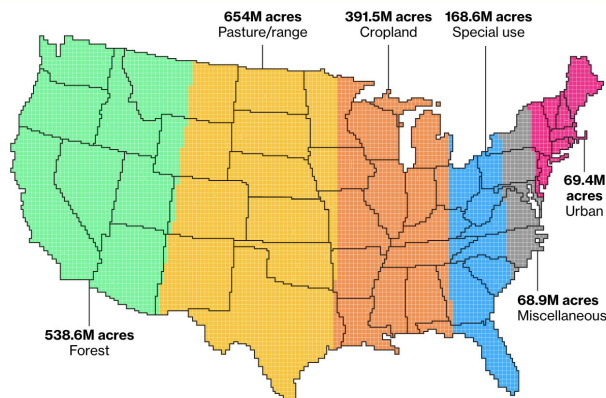 654M acres
Pasture/range
391.5M acres
Cropland
168.6M acres
Special use
69.4M
acres
Urban
68.9M acres
Miscellaneous
538.6M acres
Forest